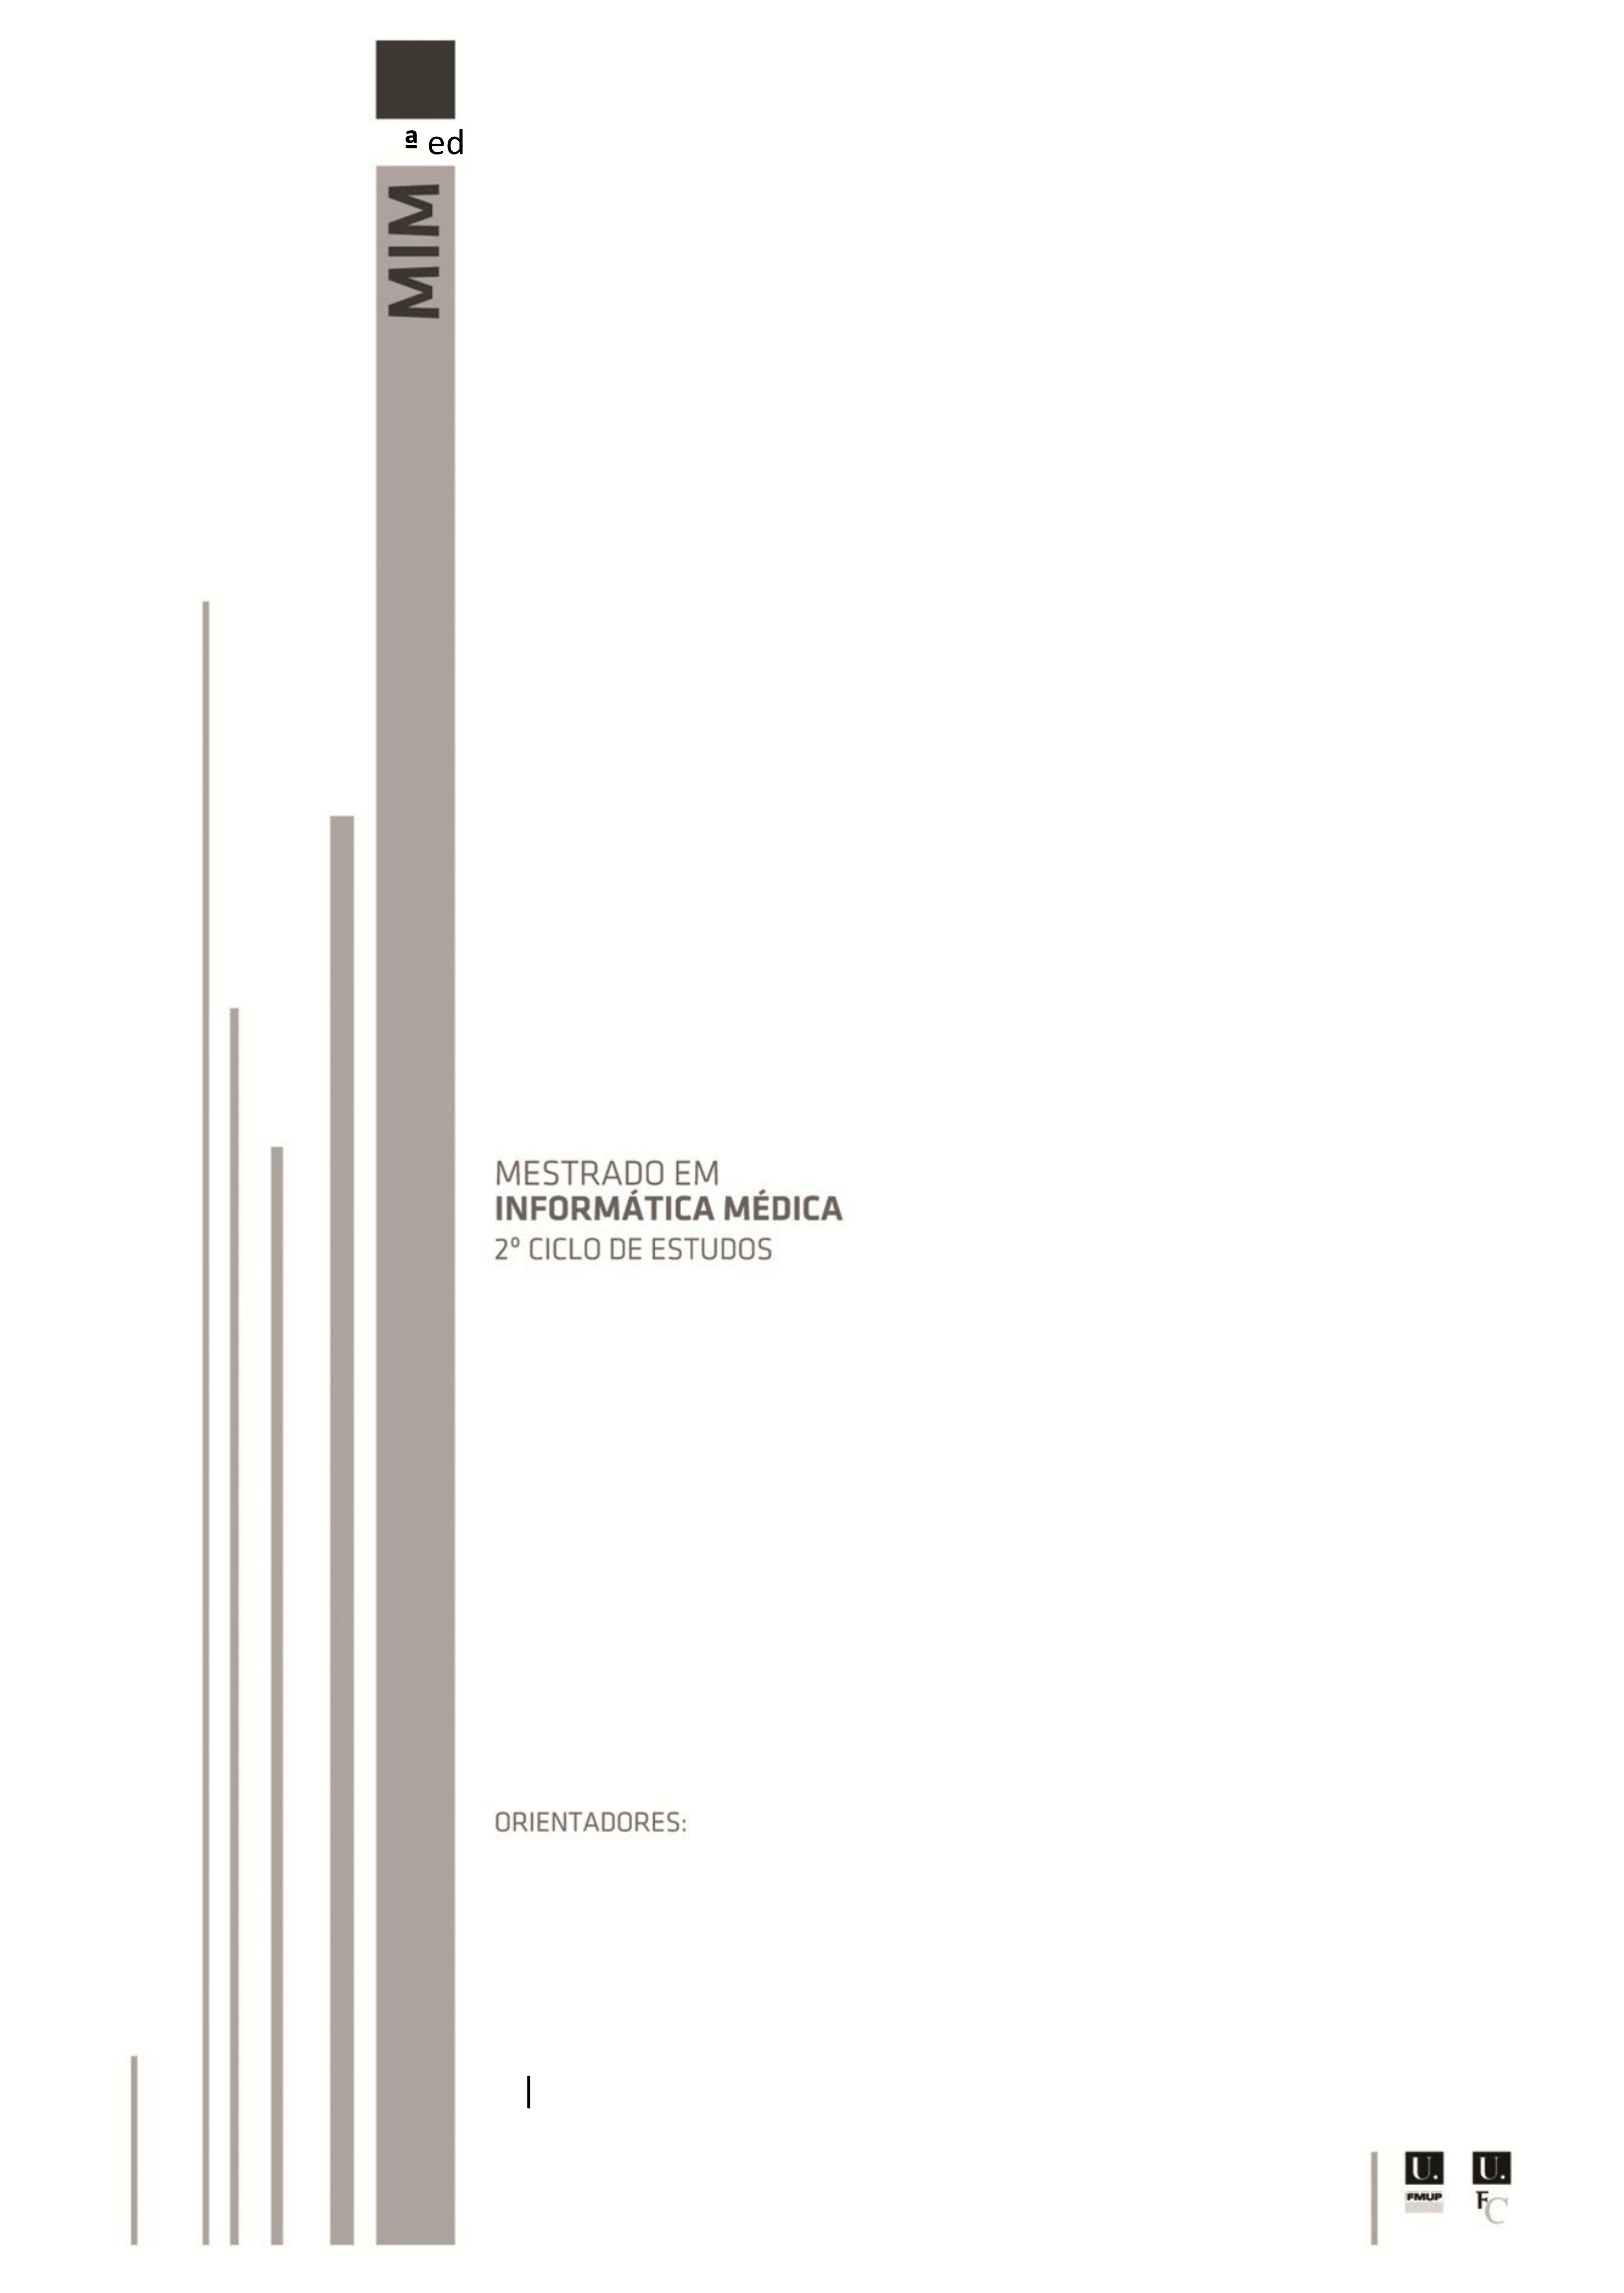 ª ed
MIM
MESTRADO EM
INFORMÁTICA MÉDICA
2º CICLO DE ESTUDOS
ORIENTADORES:
|
U. U.
FMUP FC